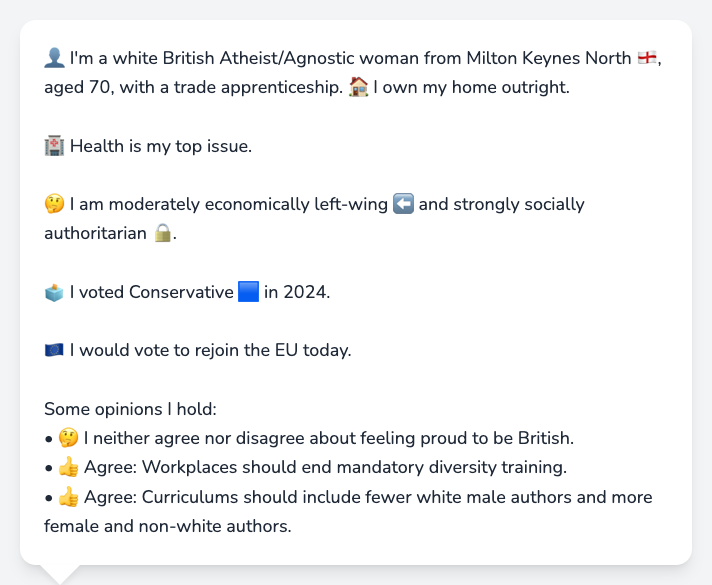 👤 I'm a white British Atheist/Agnostic woman from Milton Keynes North 🏴󠁧󠁢󠁥󠁮󠁧󠁿,
aged 70, with a trade apprenticeship. 🏠 I own my home outright.
🏥 Health is my top issue.
🤔 I am moderately economically left-wing ⬅️ and strongly socially
authoritarian 🔒.
🗳️ I voted Conservative 🟦 in 2024.
🇪🇺 I would vote to rejoin the EU today.
Some opinions I hold:
• 🤔 I neither agree nor disagree about feeling proud to be British.
• 👍 Agree: Workplaces should end mandatory diversity training.
• 👍 Agree: Curriculums should include fewer white male authors and more
female and non-white authors.